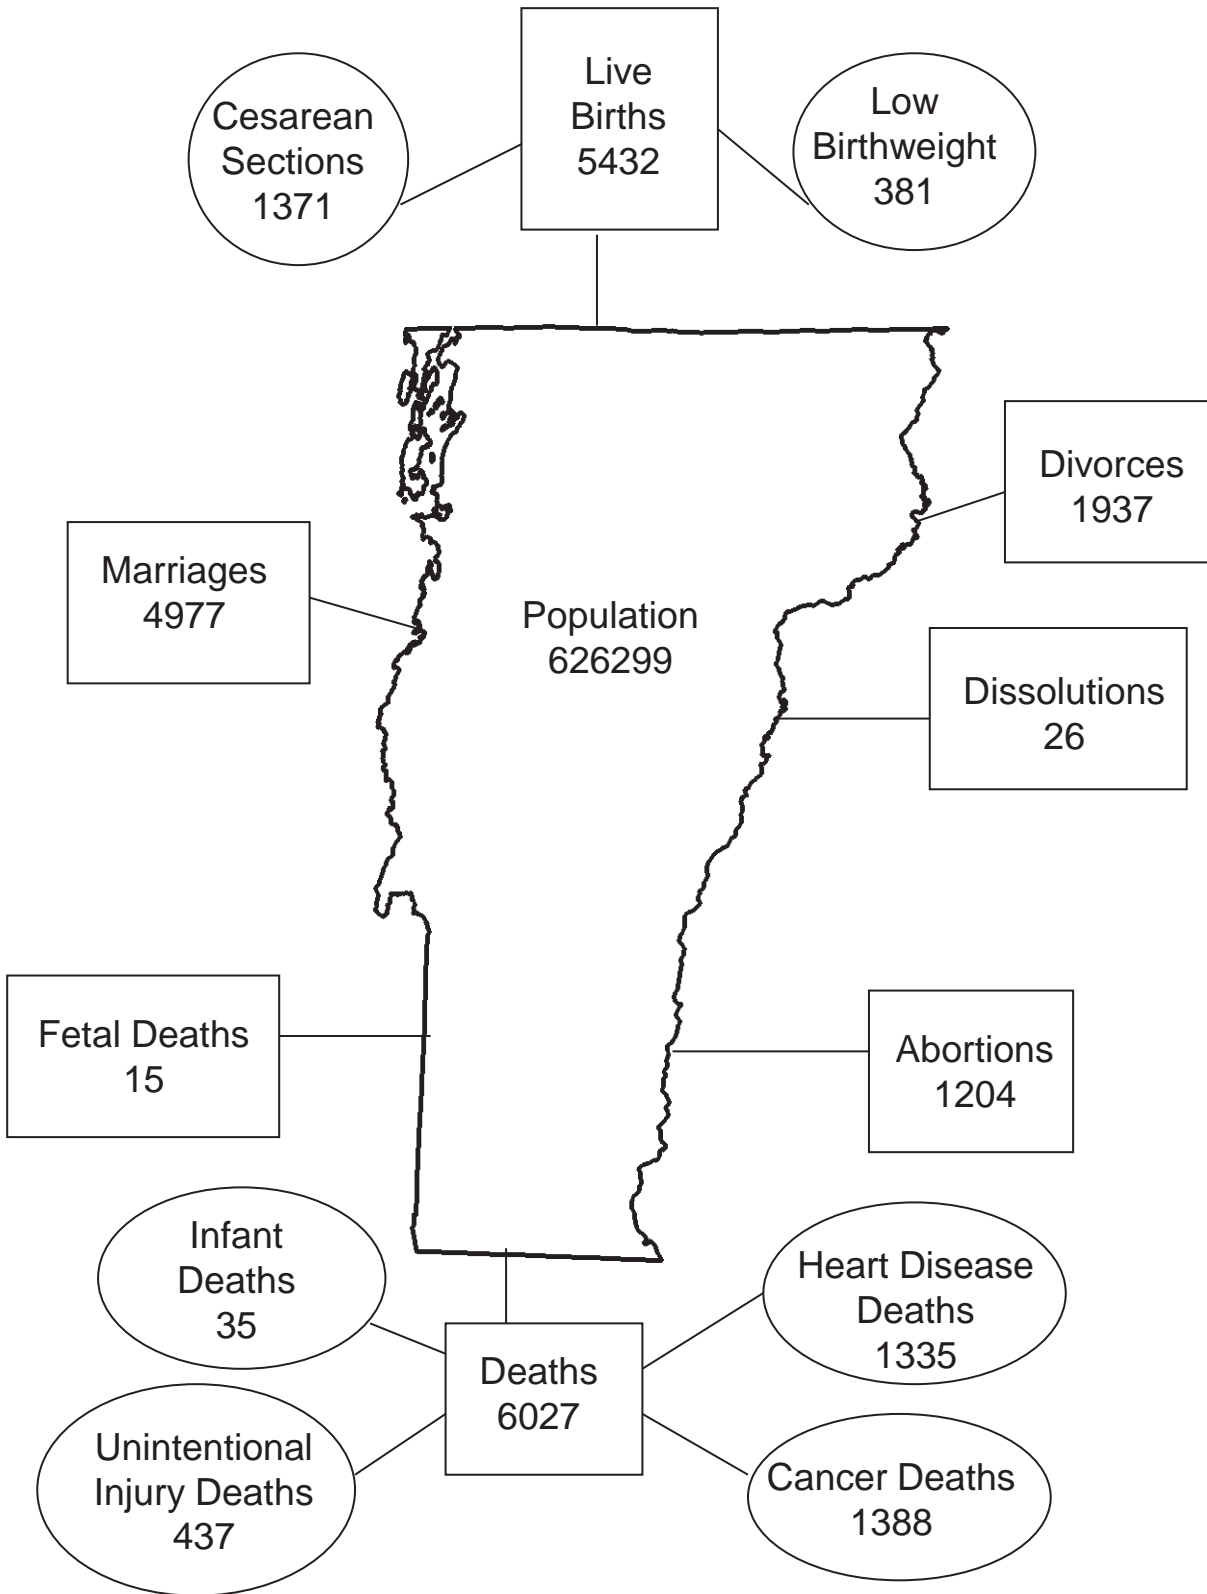 Live
Births
5432
Cesarean
Sections
1371
Low
Birthweight
381
Divorces
1937
Marriages
4977
Population
626299
Dissolutions
26
Fetal Deaths
15
Abortions
1204
Infant
Deaths
35
Heart Disease
Deaths
1335
Deaths
6027
Unintentional
Injury Deaths
437
Cancer Deaths
1388